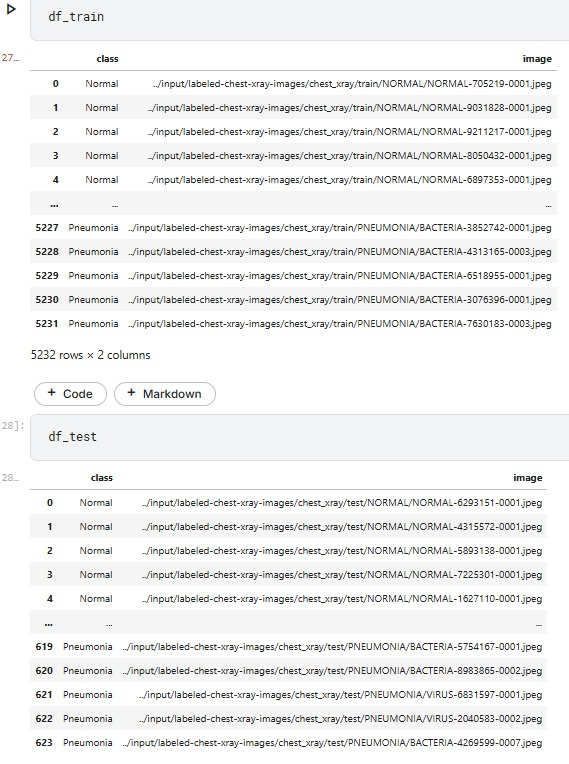 df_train
[27...
class image
0 Normal ../input/labeled-chest-xray-images/chest_xray/train/NORMAL/NORMAL-705219-0001.jpeg
1 Normal ../input/labeled-chest-xray-images/chest_xray/train/NORMAL/NORMAL-9031828-0001.jpeg
2 Normal ../input/labeled-chest-xray-images/chest_xray/train/NORMAL/NORMAL-9211217-0001.jpeg
3 Normal ../input/labeled-chest-xray-images/chest_xray/train/NORMAL/NORMAL-8050432-0001.jpeg
4 Normal ../input/labeled-chest-xray-images/chest_xray/train/NORMAL/NORMAL-6897353-0001.jpeg
... ... ...
5227 Pneumonia ../input/labeled-chest-xray-images/chest_xray/train/PNEUMONIA/BACTERIA-3852742-0001.jpeg
5228 Pneumonia ../input/labeled-chest-xray-images/chest_xray/train/PNEUMONIA/BACTERIA-4313165-0003.jpeg
5229 Pneumonia ../input/labeled-chest-xray-images/chest_xray/train/PNEUMONIA/BACTERIA-6518955-0001.jpeg
5230 Pneumonia ../input/labeled-chest-xray-images/chest_xray/train/PNEUMONIA/BACTERIA-3076396-0001.jpeg
5231 Pneumonia ../input/labeled-chest-xray-images/chest_xray/train/PNEUMONIA/BACTERIA-7630183-0003.jpeg
5232 rows × 2 columns
+ Code + Markdown
28]:
df_test
28...
class image
0 Normal ../input/labeled-chest-xray-images/chest_xray/test/NORMAL/NORMAL-6293151-0001.jpeg
1 Normal ../input/labeled-chest-xray-images/chest_xray/test/NORMAL/NORMAL-4315572-0001.jpeg
2 Normal ../input/labeled-chest-xray-images/chest_xray/test/NORMAL/NORMAL-5893138-0001.jpeg
3 Normal ../input/labeled-chest-xray-images/chest_xray/test/NORMAL/NORMAL-7225301-0001.jpeg
4 Normal ../input/labeled-chest-xray-images/chest_xray/test/NORMAL/NORMAL-1627110-0001.jpeg
... ... ...
619 Pneumonia ../input/labeled-chest-xray-images/chest_xray/test/PNEUMONIA/BACTERIA-5754167-0001.jpeg
620 Pneumonia ../input/labeled-chest-xray-images/chest_xray/test/PNEUMONIA/BACTERIA-8983865-0002.jpeg
621 Pneumonia ../input/labeled-chest-xray-images/chest_xray/test/PNEUMONIA/VIRUS-6831597-0001.jpeg
622 Pneumonia ../input/labeled-chest-xray-images/chest_xray/test/PNEUMONIA/VIRUS-2040583-0002.jpeg
623 Pneumonia ../input/labeled-chest-xray-images/chest_xray/test/PNEUMONIA/BACTERIA-4269599-0007.jpeg